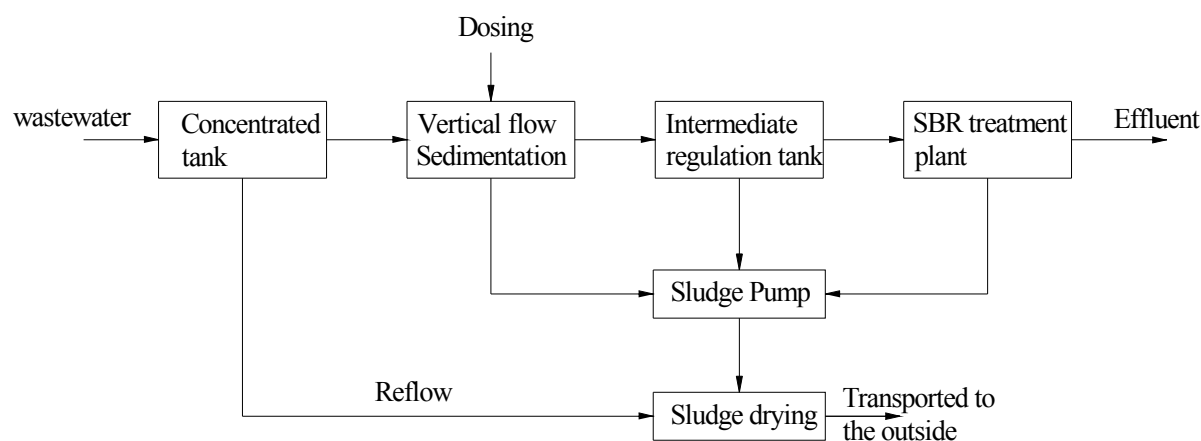 Dosing
wastewater
Concentrated
tank
Vertical flow
Sedimentation
Intermediate
regulation tank
SBR treatment
plant
Effluent
Sludge Pump
Reflow
Sludge drying
Transported to
the outside